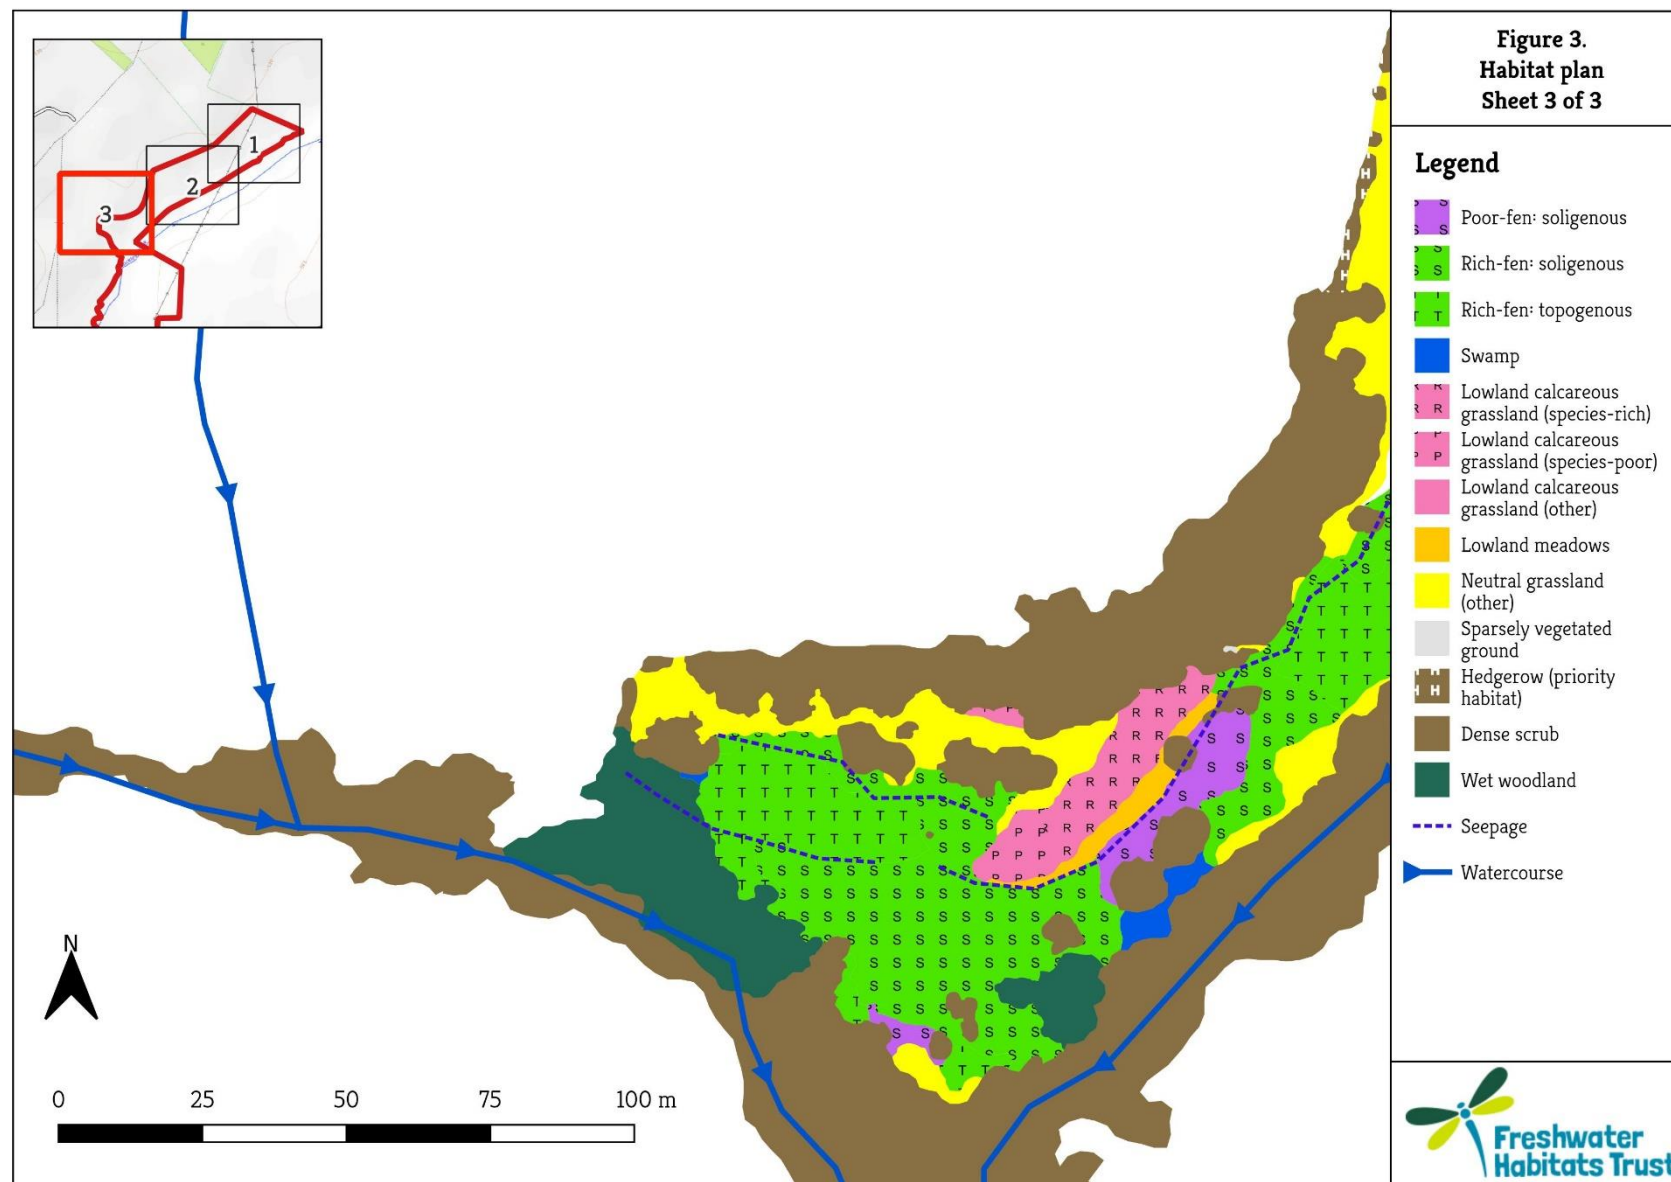 Figure 3.
Habitat plan
Sheet 3 of 3
Legend
Poor-fen: soligenous
Rich-fen: soligenous
Rich-fen: topogenous
Swamp
Lowland calcareous
grassland (species-rich)
Lowland calcareous
grassland (species-poor)
Lowland calcareous
grassland (other)
Lowland meadows
Neutral grassland
(other)
Sparsely vegetated
ground
Hedgerow (priority
habitat)
Dense scrub
Wet woodland
Seepage
Watercourse
1
2
3
N
0 25 50 75 100 m
Freshwater
Habitats Trust